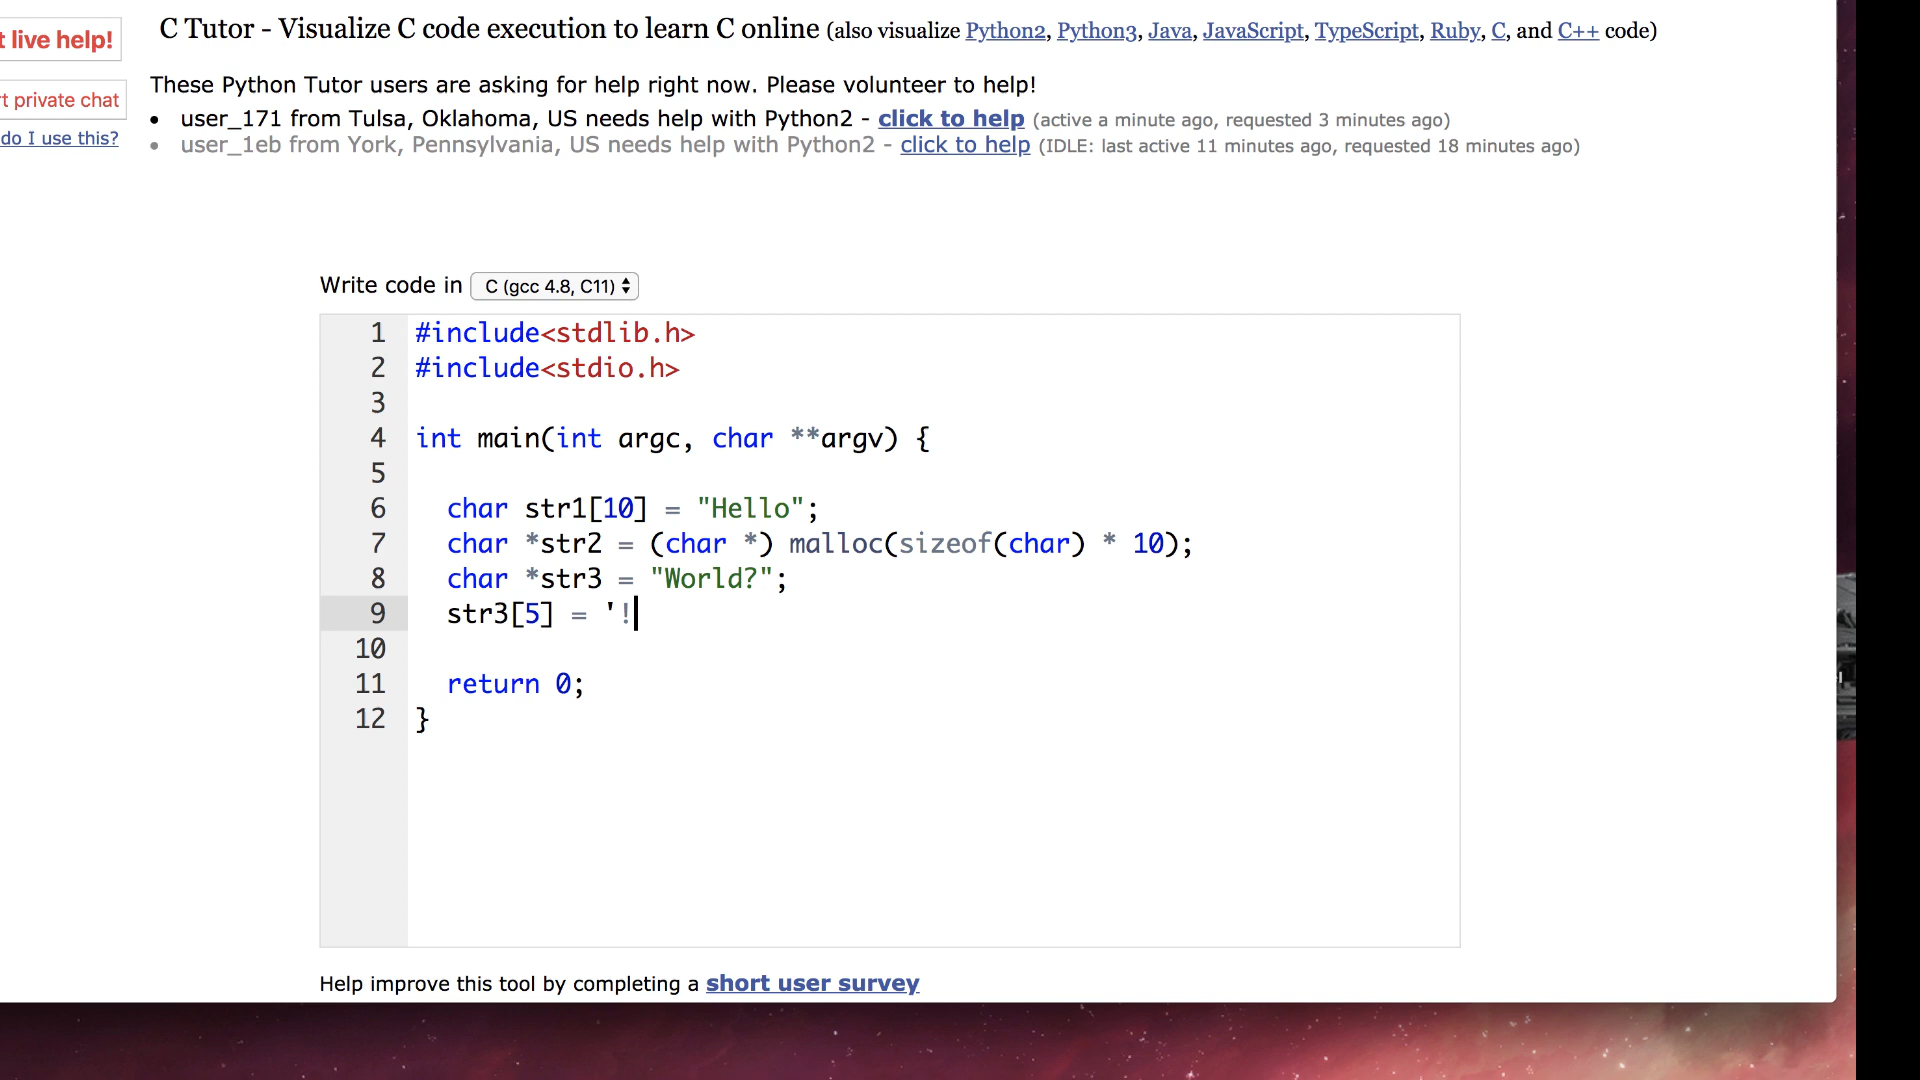 C Tutor - Visualize C code execution to learn C online (also visualize Python2, Python3, Java, JavaScript, TypeScript, Ruby, C, and C++ code)
t live help!
These Python Tutor users are asking for help right now. Please volunteer to help!
t private chat
• user_171 from Tulsa, Oklahoma, US needs help with Python2 - click to help (active a minute ago, requested 3 minutes ago)
do I use this?
• user_1eb from York, Pennsylvania, US needs help with Python2 - click to help (IDLE: last active 11 minutes ago, requested 18 minutes ago)
Write code in C (gcc 4.8, C11)
1 #include<stdlib.h>
2 #include<stdio.h>
3
4 int main(int argc, char **argv) {
5
6 char str1[10] = "Hello";
7 char *str2 = (char *) malloc(sizeof(char) * 10);
8 char *str3 = "World?";
9 str3[5] = '!
10
11 return 0;
12 }
Help improve this tool by completing a short user survey